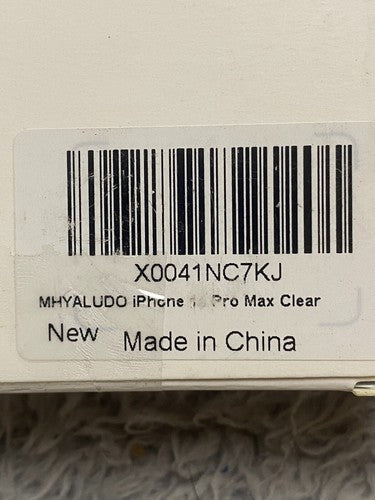 X0041NC7KJ
MHYALUDO iPhone Pro Max Clear
New Made in China